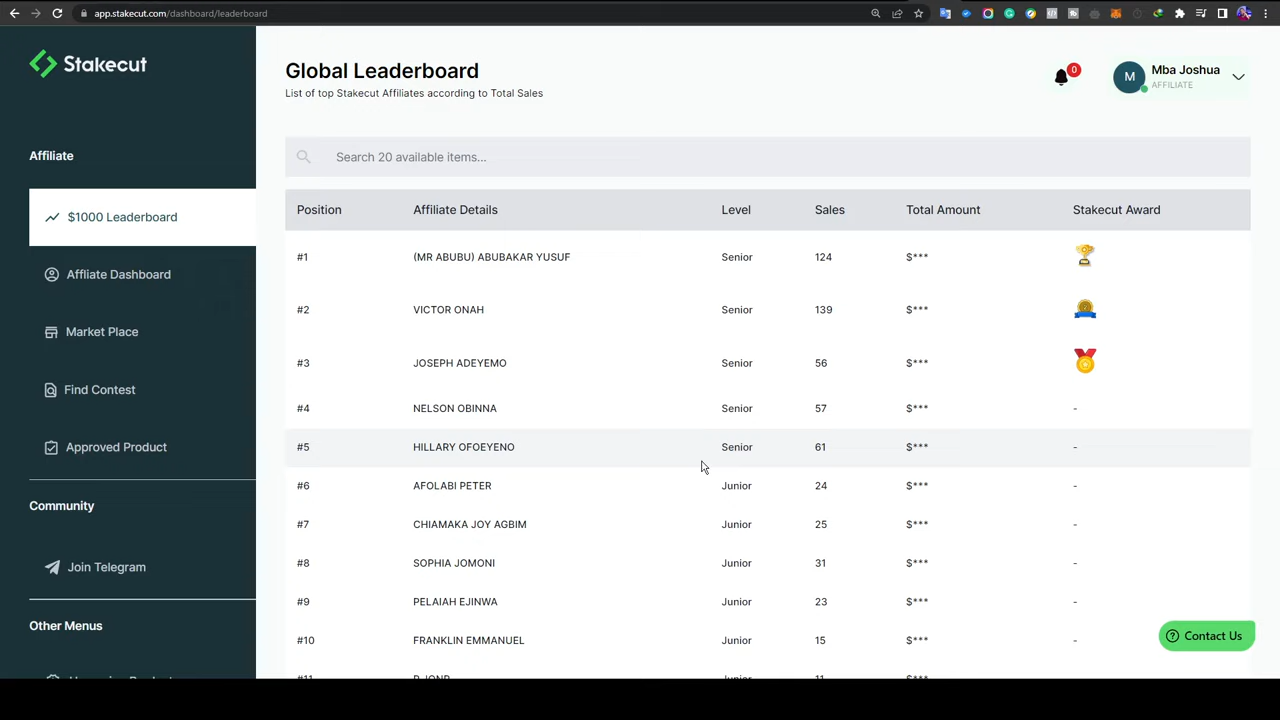 app.stakecut.com/dashboard/leaderboard
Stakecut
Global Leaderboard
List of top Stakecut Affiliates according to Total Sales
0
M
Mba Joshua
AFFILIATE
Affiliate
$1000 Leaderboard
Affliate Dashboard
Market Place
Find Contest
Approved Product
Community
Join Telegram
Other Menus
Search 20 available items...
Position Affiliate Details Level Sales Total Amount Stakecut Award
#1 (MR ABUBU) ABUBAKAR YUSUF Senior 124 $***
#2 VICTOR ONAH Senior 139 $***
#3 JOSEPH ADEYEMO Senior 56 $***
#4 NELSON OBINNA Senior 57 $*** -
#5 HILLARY OFOEYENO Senior 61 $*** -
#6 AFOLABI PETER Junior 24 $*** -
#7 CHIAMAKA JOY AGBIM Junior 25 $*** -
#8 SOPHIA JOMONI Junior 31 $*** -
#9 PELAIAH EJINWA Junior 23 $*** -
#10 FRANKLIN EMMANUEL Junior 15 $*** -
Contact Us